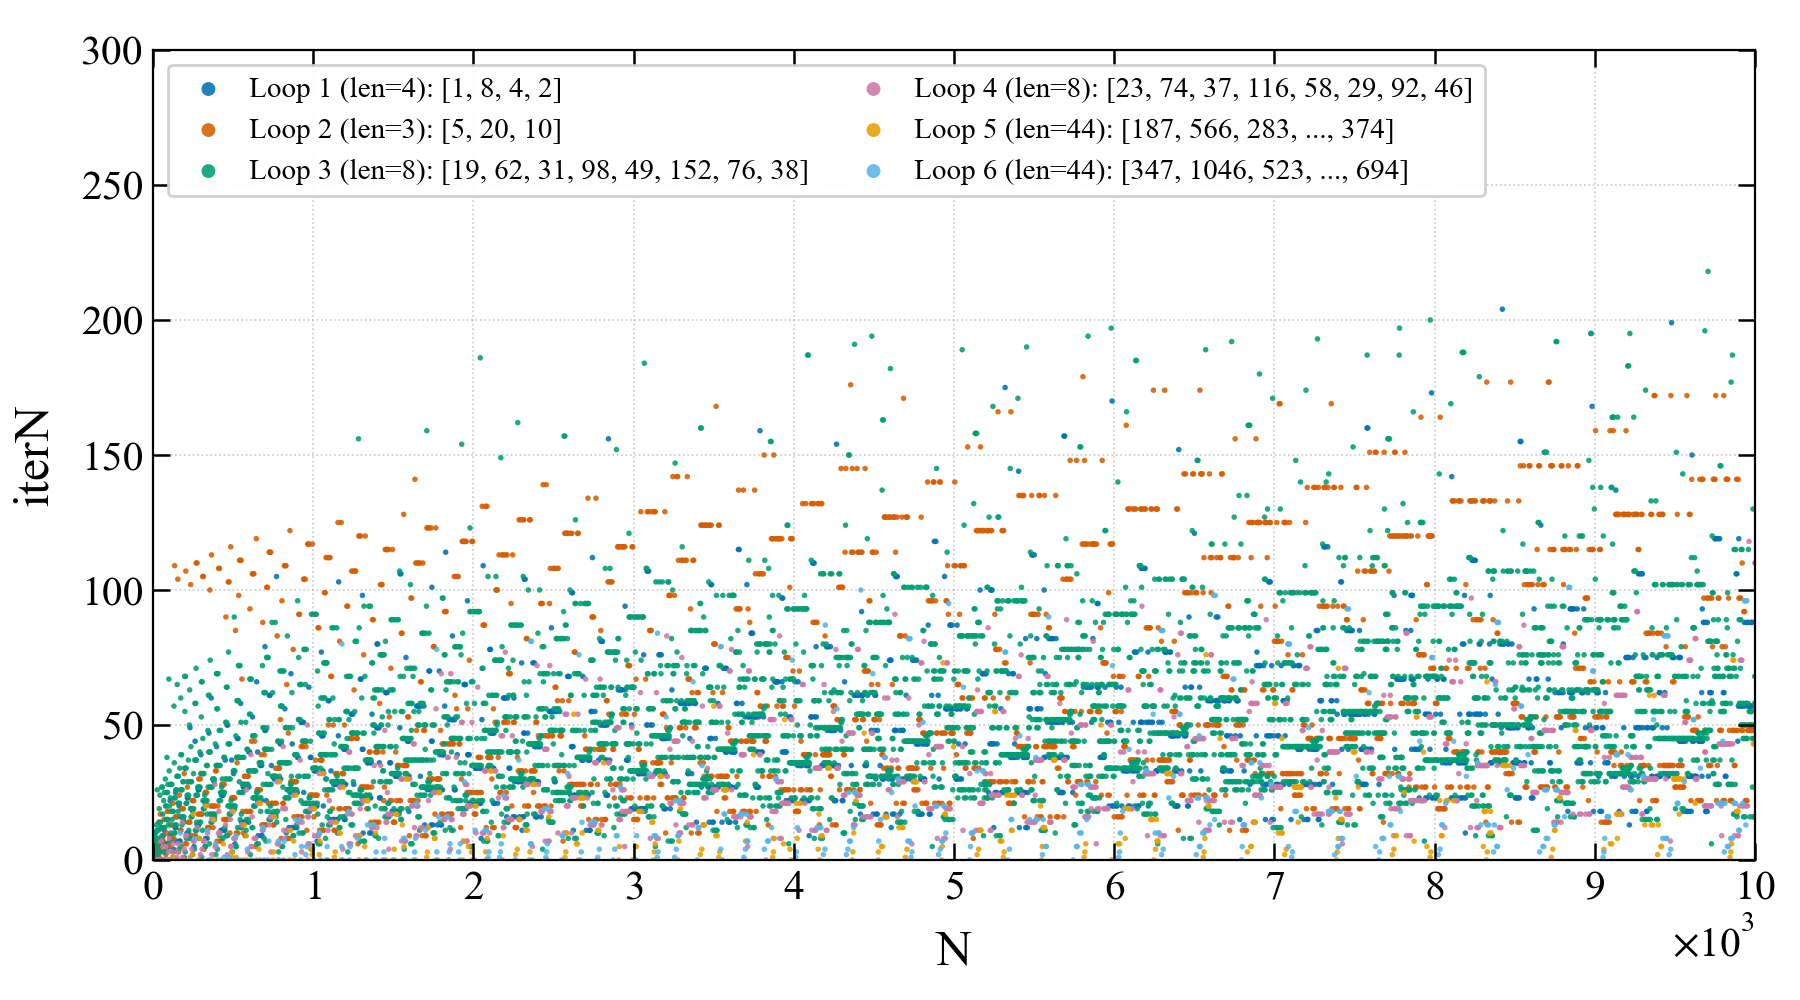 300
250
200
150
100
50
0
iterN
Loop 1 (len=4): [1, 8, 4, 2]
Loop 2 (len=3): [5, 20, 10]
Loop 3 (len=8): [19, 62, 31, 98, 49, 152, 76, 38]
Loop 4 (len=8): [23, 74, 37, 116, 58, 29, 92, 46]
Loop 5 (len=44): [187, 566, 283, ..., 374]
Loop 6 (len=44): [347, 1046, 523, ..., 694]
0 1 2 3 4 5 6 7 8 9 10
N
×10³